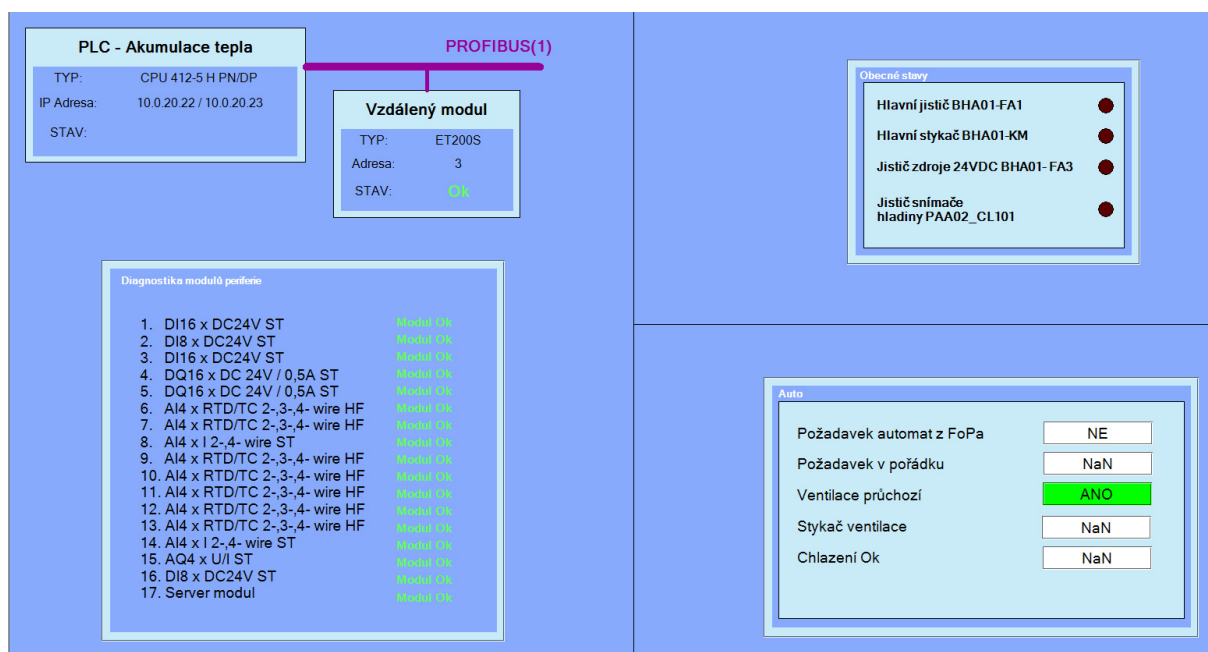 PLC - Akumulace tepla
TYP: CPU 412-5 H PN/DP
IP Adresa: 10.0.20.22 / 10.0.20.23
STAV:
PROFIBUS(1)
Vzdálený modul
TYP: ET200S
Adresa: 3
STAV: Ok
Diagnostika modulů periferie
1. DI16 x DC24V ST Modul Ok
2. DI8 x DC24V ST Modul Ok
3. DI16 x DC24V ST Modul Ok
4. DQ16 x DC 24V / 0,5A ST Modul Ok
5. DQ16 x DC 24V / 0,5A ST Modul Ok
6. AI4 x RTD/TC 2-,3-,4- wire HF Modul Ok
7. AI4 x RTD/TC 2-,3-,4- wire HF Modul Ok
8. AI4 x I 2-,4- wire ST Modul Ok
9. AI4 x RTD/TC 2-,3-,4- wire HF Modul Ok
10. AI4 x RTD/TC 2-,3-,4- wire HF Modul Ok
11. AI4 x RTD/TC 2-,3-,4- wire HF Modul Ok
12. AI4 x RTD/TC 2-,3-,4- wire HF Modul Ok
13. AI4 x RTD/TC 2-,3-,4- wire HF Modul Ok
14. AI4 x I 2-,4- wire ST Modul Ok
15. AQ4 x U/I ST Modul Ok
16. DI8 x DC24V ST Modul Ok
17. Server modul Modul Ok
Obecné stavy
Hlavní jistič BHA01-FA1
Hlavní stykač BHA01-KM
Jistič zdroje 24VDC BHA01- FA3
Jistič snímače
hladiny PAA02_CL101
Auto
Požadavek automat z FoPa NE
Požadavek v pořádku NaN
Ventilace průchozí ANO
Stykač ventilace NaN
Chlazení Ok NaN